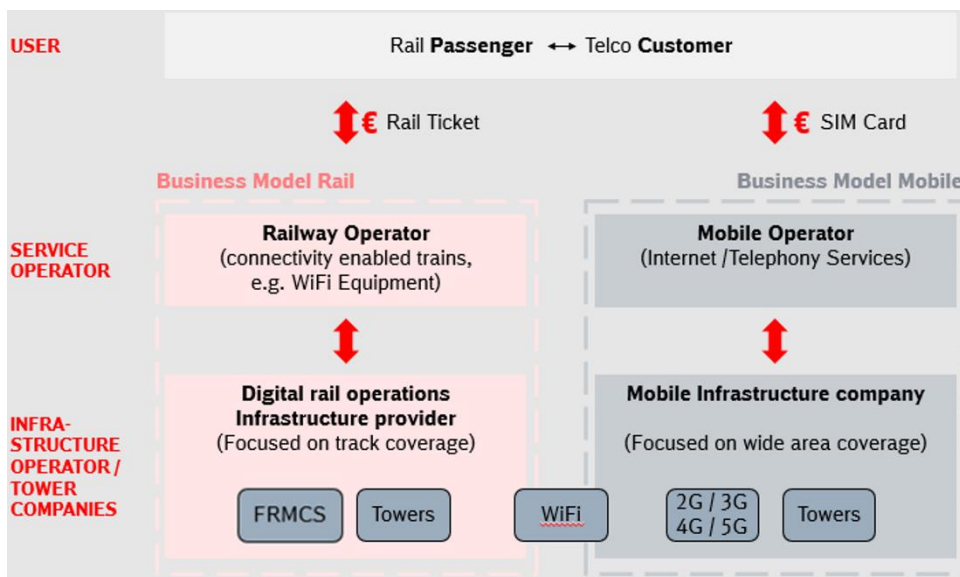 USER
Rail Passenger ↔ Telco Customer
€ Rail Ticket
€ SIM Card
Business Model Rail
Business Model Mobile
SERVICE
OPERATOR
Railway Operator
(connectivity enabled trains,
e.g. WiFi Equipment)
Mobile Operator
(Internet /Telephony Services)
INFRA-
STRUCTURE
OPERATOR /
TOWER
COMPANIES
Digital rail operations
Infrastructure provider
(Focused on track coverage)
FRMCS
Towers
WiFi
Mobile Infrastructure company
(Focused on wide area coverage)
2G / 3G
4G / 5G
Towers